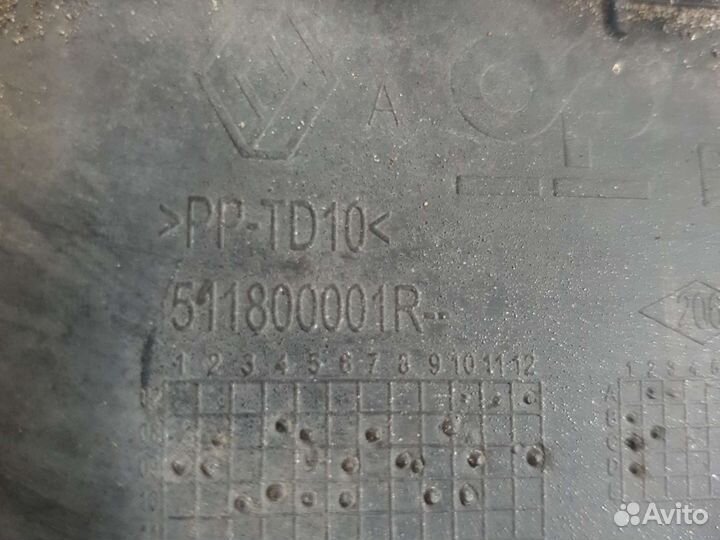 A
>PP-TD10<
511800001R--
1 2 3 4 5 6 7 8 9 10 11 12
1 2 3 4
A
Avito